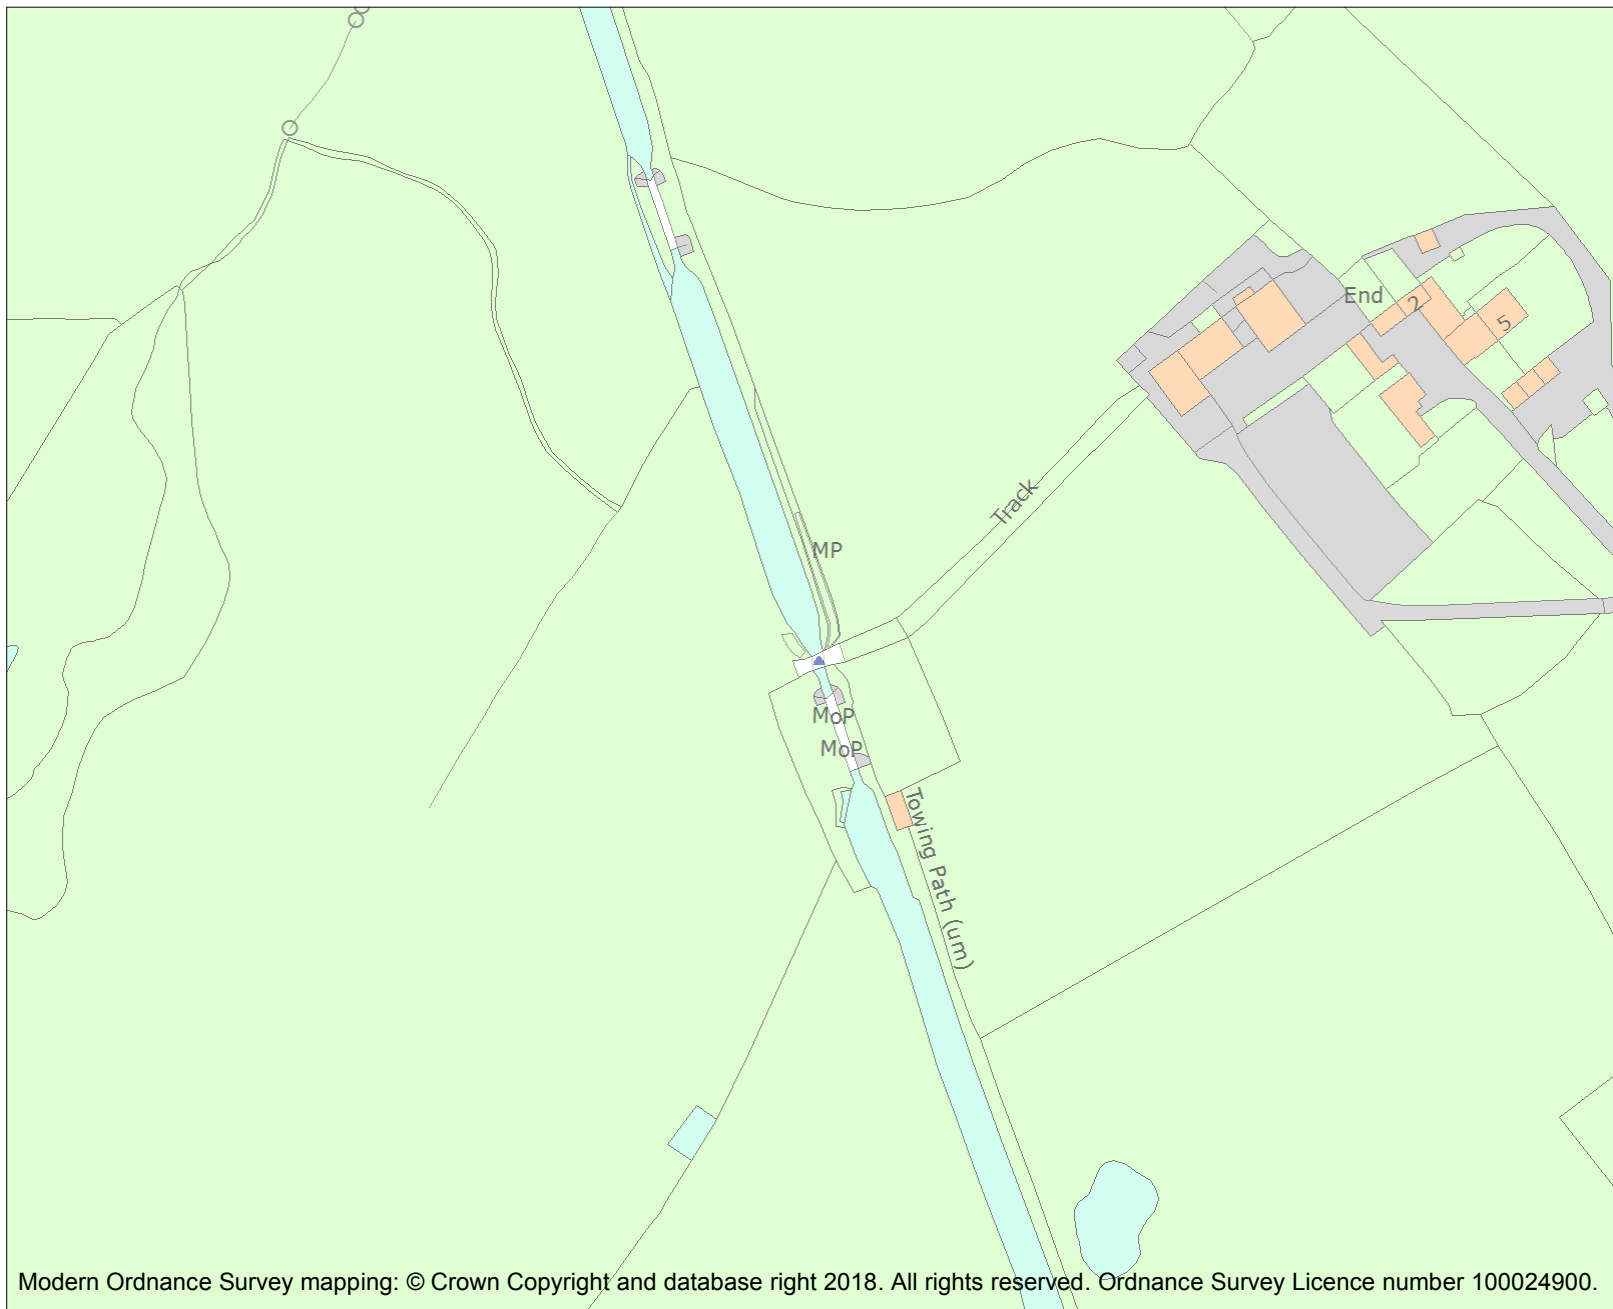 End
2
5
Track
MP
MoP
MoP
Towing Path (um)
Modern Ordnance Survey mapping: © Crown Copyright and database right 2018. All rights reserved. Ordnance Survey Licence number 100024900.